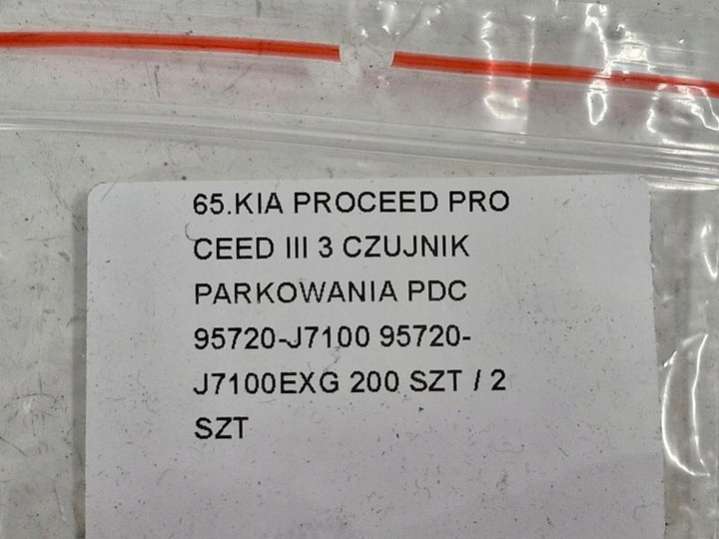 65.KIA PROCEED PRO
CEED III 3 CZUJNIK
PARKOWANIA PDC
95720-J7100 95720-
J7100EXG 200 SZT / 2
SZT